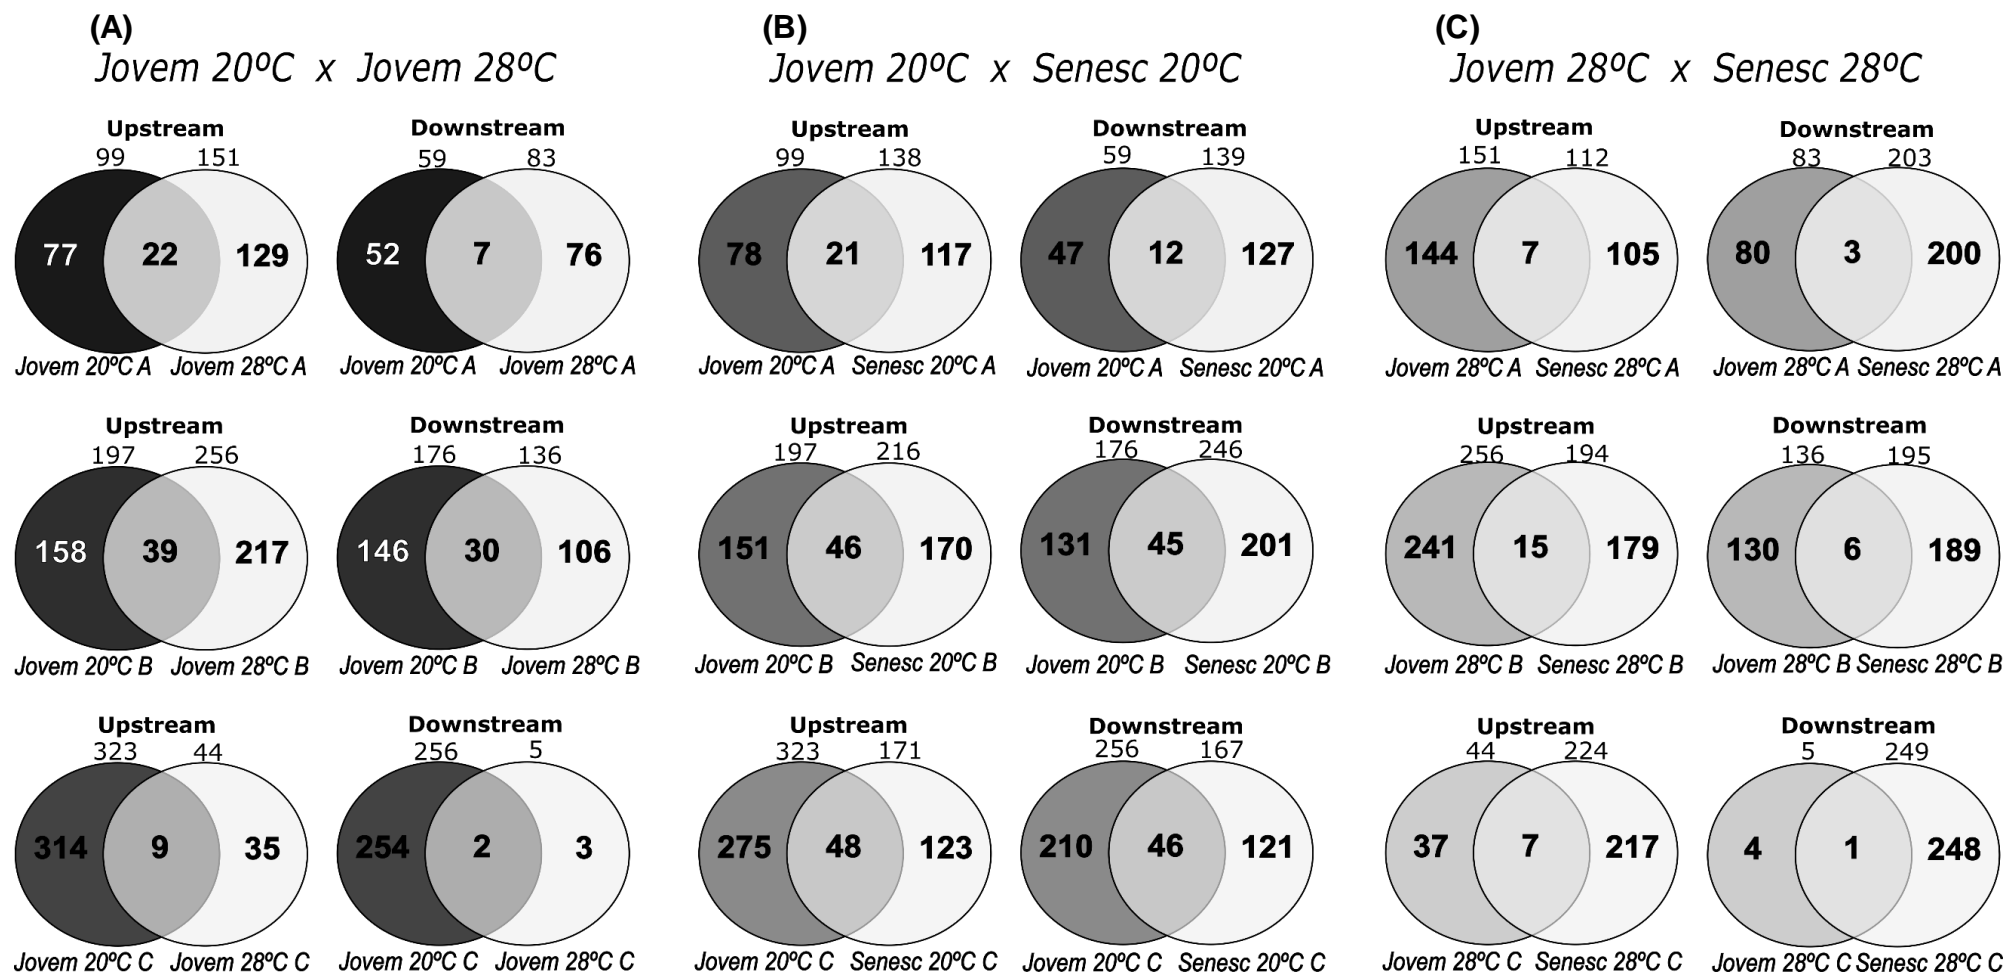 (A)
Jovem 20ºC x Jovem 28ºC
Upstream
99 151
77 22 129
Jovem 20ºC A Jovem 28ºC A
Downstream
59 83
52 7 76
Jovem 20ºC A Jovem 28ºC A
Upstream
197 256
158 39 217
Jovem 20ºC B Jovem 28ºC B
Downstream
176 136
146 30 106
Jovem 20ºC B Jovem 28ºC B
Upstream
323 44
314 9 35
Jovem 20ºC C Jovem 28ºC C
Downstream
256 5
254 2 3
Jovem 20ºC C Jovem 28ºC C
(B)
Jovem 20ºC x Senesc 20ºC
Upstream
99 138
78 21 117
Jovem 20ºC A Senesc 20ºC A
Downstream
59 139
47 12 127
Jovem 20ºC A Senesc 20ºC A
Upstream
197 216
151 46 170
Jovem 20ºC B Senesc 20ºC B
Downstream
176 246
131 45 201
Jovem 20ºC B Senesc 20ºC B
Upstream
323 171
275 48 123
Jovem 20ºC C Senesc 20ºC C
Downstream
256 167
210 46 121
Jovem 20ºC C Senesc 20ºC C
(C)
Jovem 28ºC x Senesc 28ºC
Upstream
151 112
144 7 105
Jovem 28ºC A Senesc 28ºC A
Downstream
83 203
80 3 200
Jovem 28ºC A Senesc 28ºC A
Upstream
256 194
241 15 179
Jovem 28ºC B Senesc 28ºC B
Downstream
136 195
130 6 189
Jovem 28ºC B Senesc 28ºC B
Upstream
44 224
37 7 217
Jovem 28ºC C Senesc 28ºC C
Downstream
5 249
4 1 248
Jovem 28ºC C Senesc 28ºC C